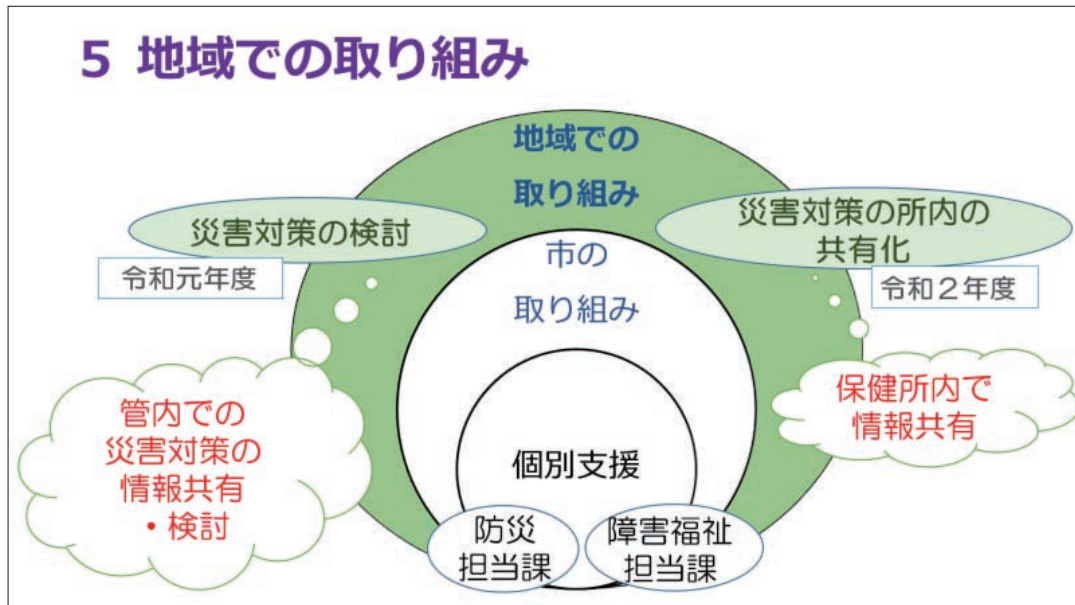 5 地域での取り組み
地域での
取り組み
災害対策の検討
令和元年度
災害対策の所内の
共有化
令和２年度
市の
取り組み
管内での
災害対策の
情報共有
・検討
保健所内で
情報共有
個別支援
防災
担当課
障害福祉
担当課